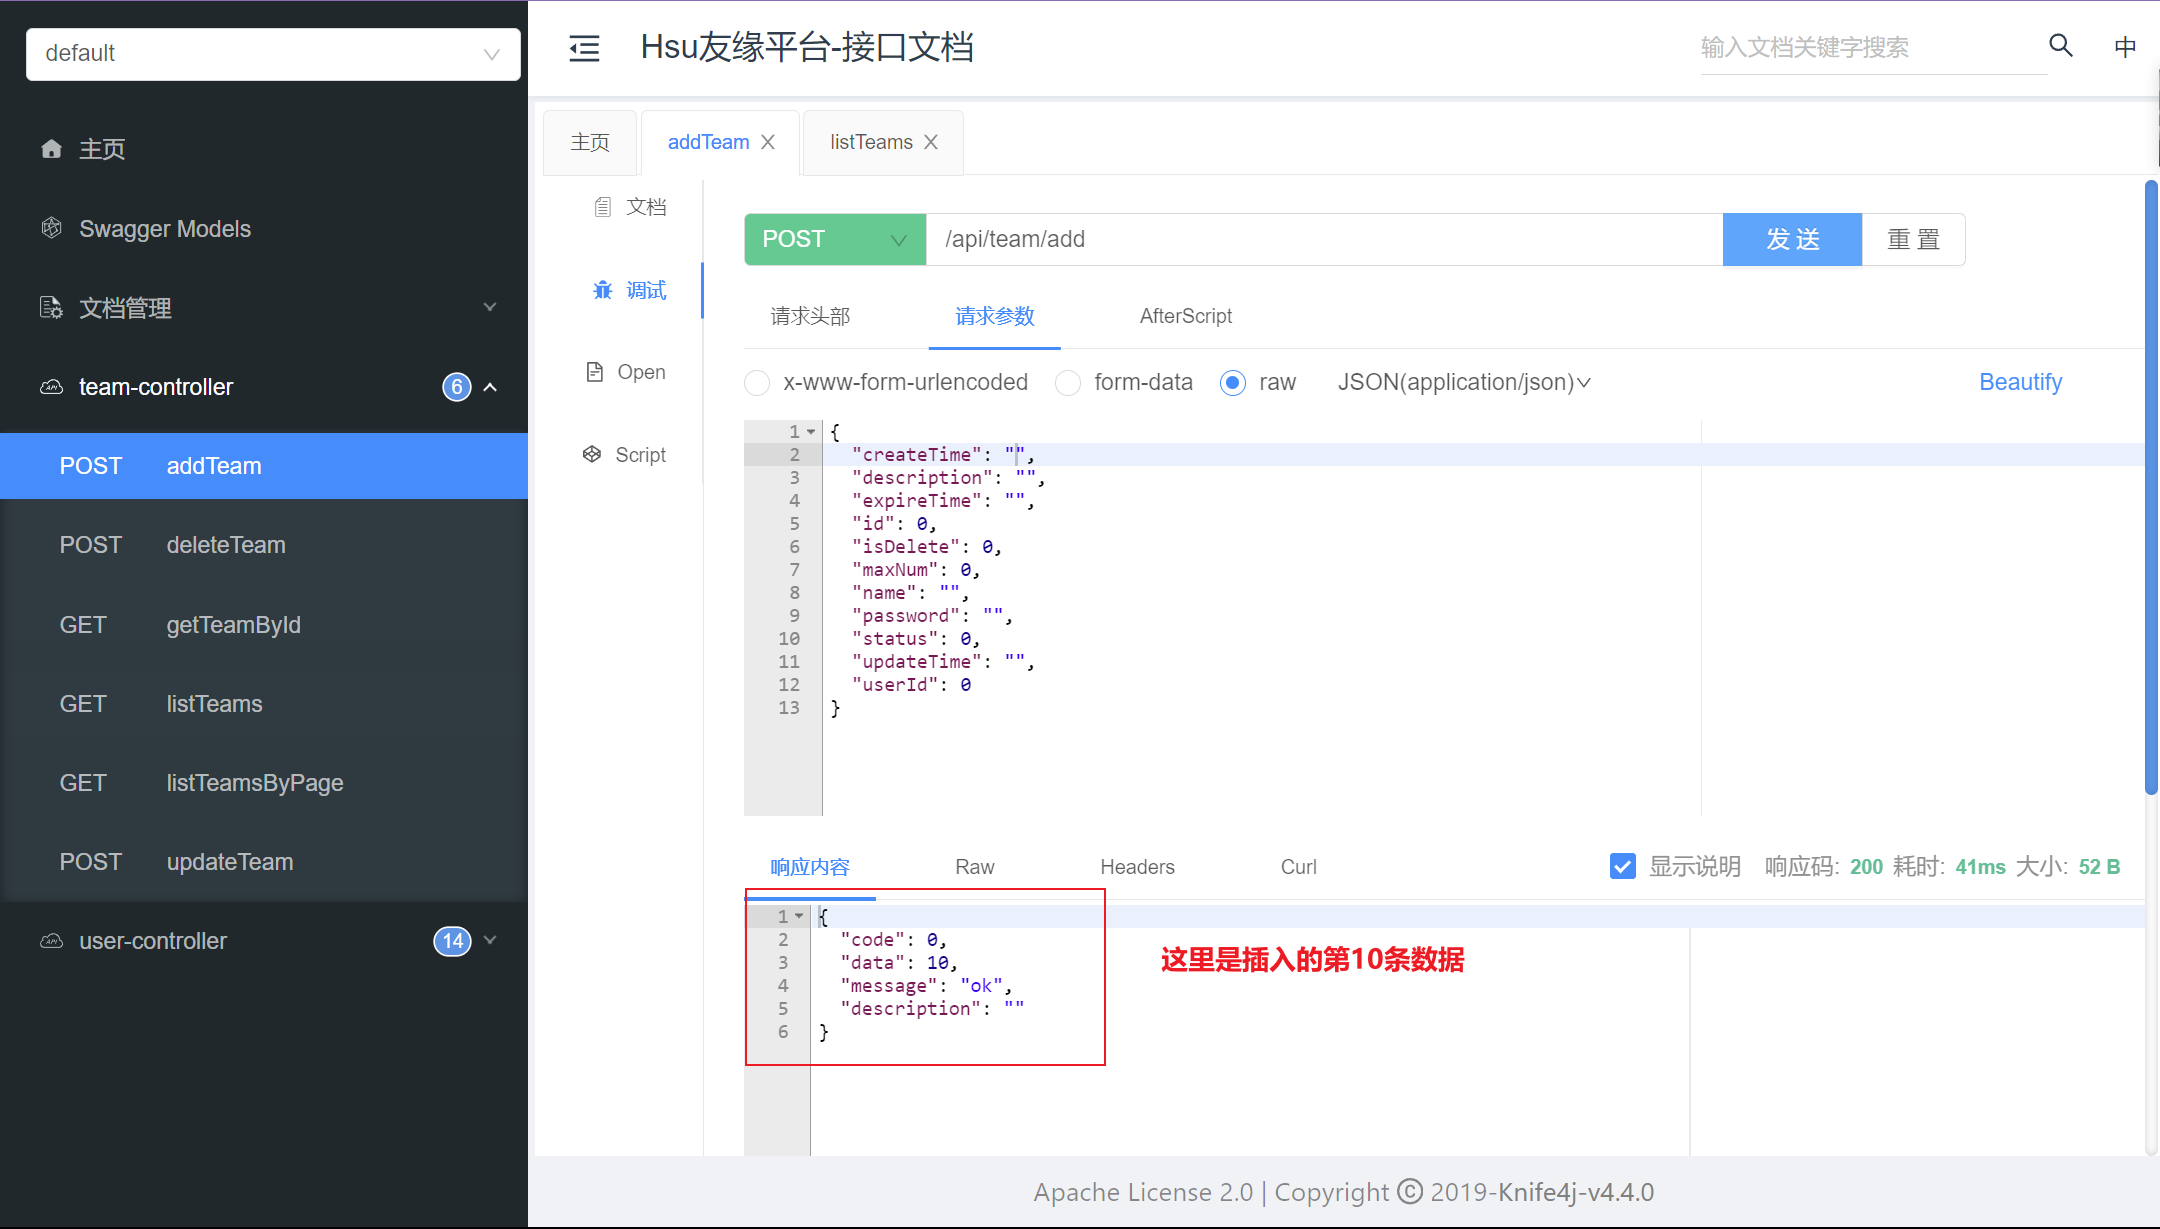 default
主页
Swagger Models
文档管理
team-controller 6
POST addTeam
POST deleteTeam
GET getTeamById
GET listTeams
GET listTeamsByPage
POST updateTeam
user-controller 14
Hsu友缘平台-接口文档
输入文档关键字搜索
中
主页 addTeam listTeams
文档
调试
Open
Script
POST /api/team/add 发 送 重 置
请求头部 请求参数 AfterScript
x-www-form-urlencoded form-data raw JSON(application/json) Beautify
1 {
2 "createTime": "",
3 "description": "",
4 "expireTime": "",
5 "id": 0,
6 "isDelete": 0,
7 "maxNum": 0,
8 "name": "",
9 "password": "",
10 "status": 0,
11 "updateTime": "",
12 "userId": 0
13 }
响应内容 Raw Headers Curl 显示说明 响应码: 200 耗时: 41ms 大小: 52 B
1 {
2 "code": 0,
3 "data": 10,
4 "message": "ok",
5 "description": ""
6 }
这里是插入的第10条数据
Apache License 2.0 | Copyright © 2019-Knife4j-v4.4.0